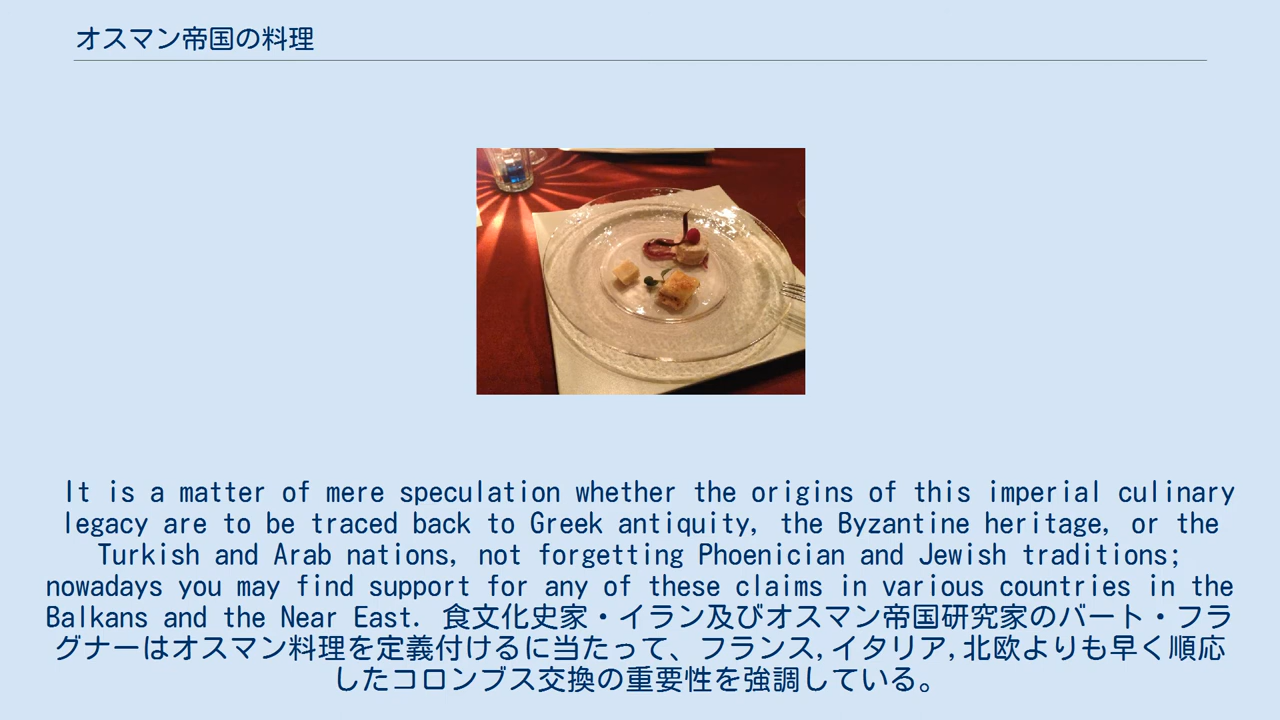 オスマン帝国の料理
It is a matter of mere speculation whether the origins of this imperial culinary
legacy are to be traced back to Greek antiquity, the Byzantine heritage, or the
Turkish and Arab nations, not forgetting Phoenician and Jewish traditions;
nowadays you may find support for any of these claims in various countries in the
Balkans and the Near East. 食文化史家・イラン及びオスマン帝国研究家のバート・フラ
グナーはオスマン料理を定義付けるに当たって、フランス,イタリア,北欧よりも早く順応
したコロンブス交換の重要性を強調している。